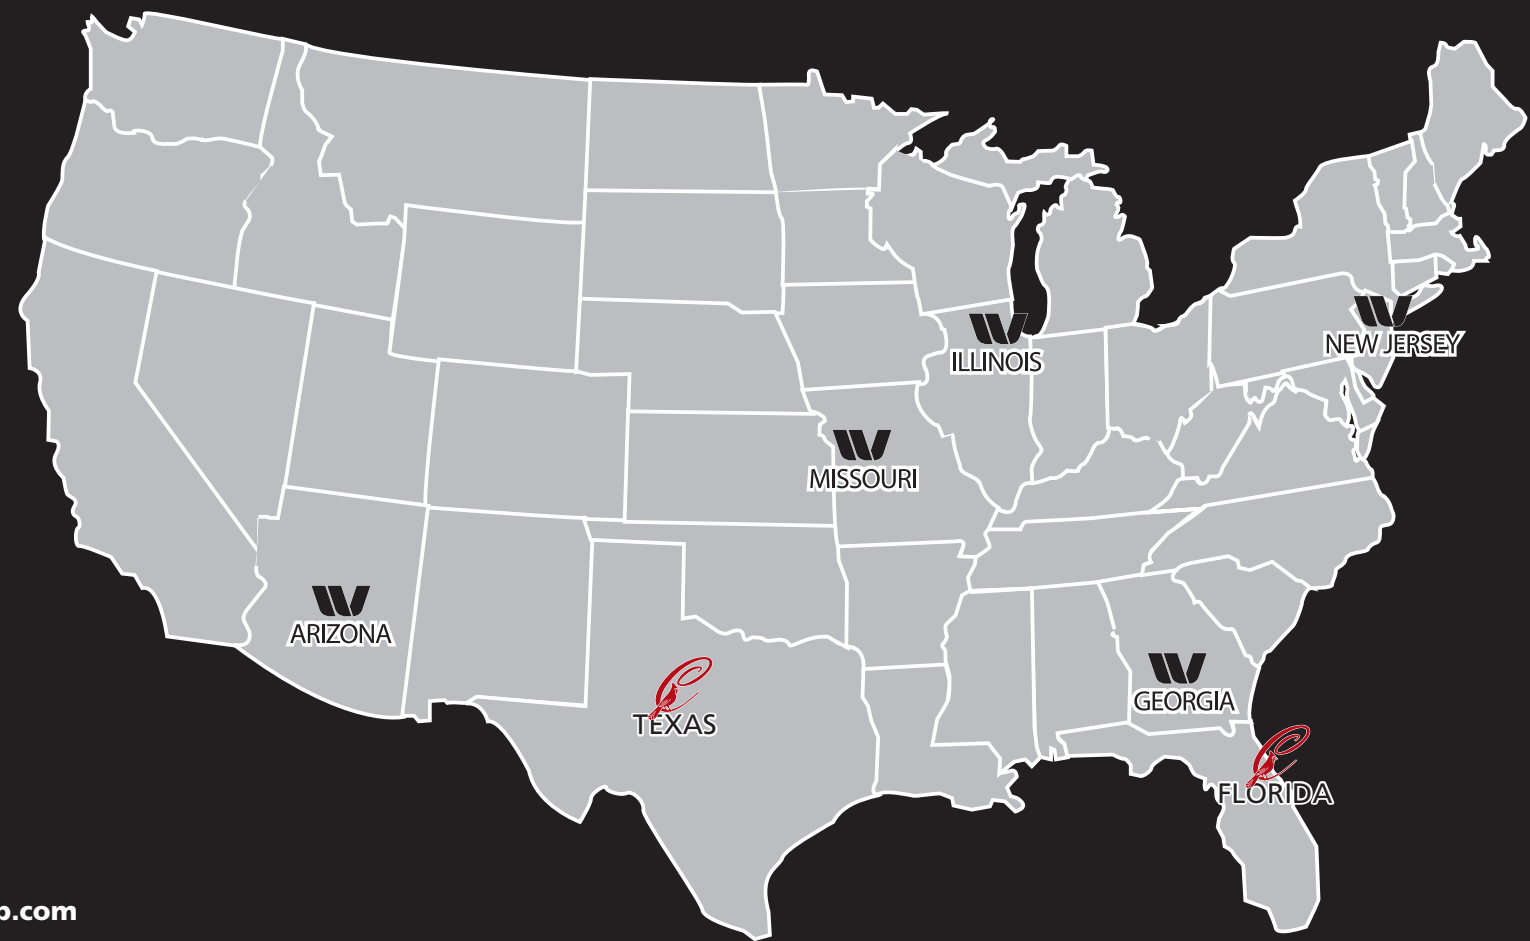 ILLINOIS
NEW JERSEY
MISSOURI
ARIZONA
GEORGIA
TEXAS
FLORIDA
p.com